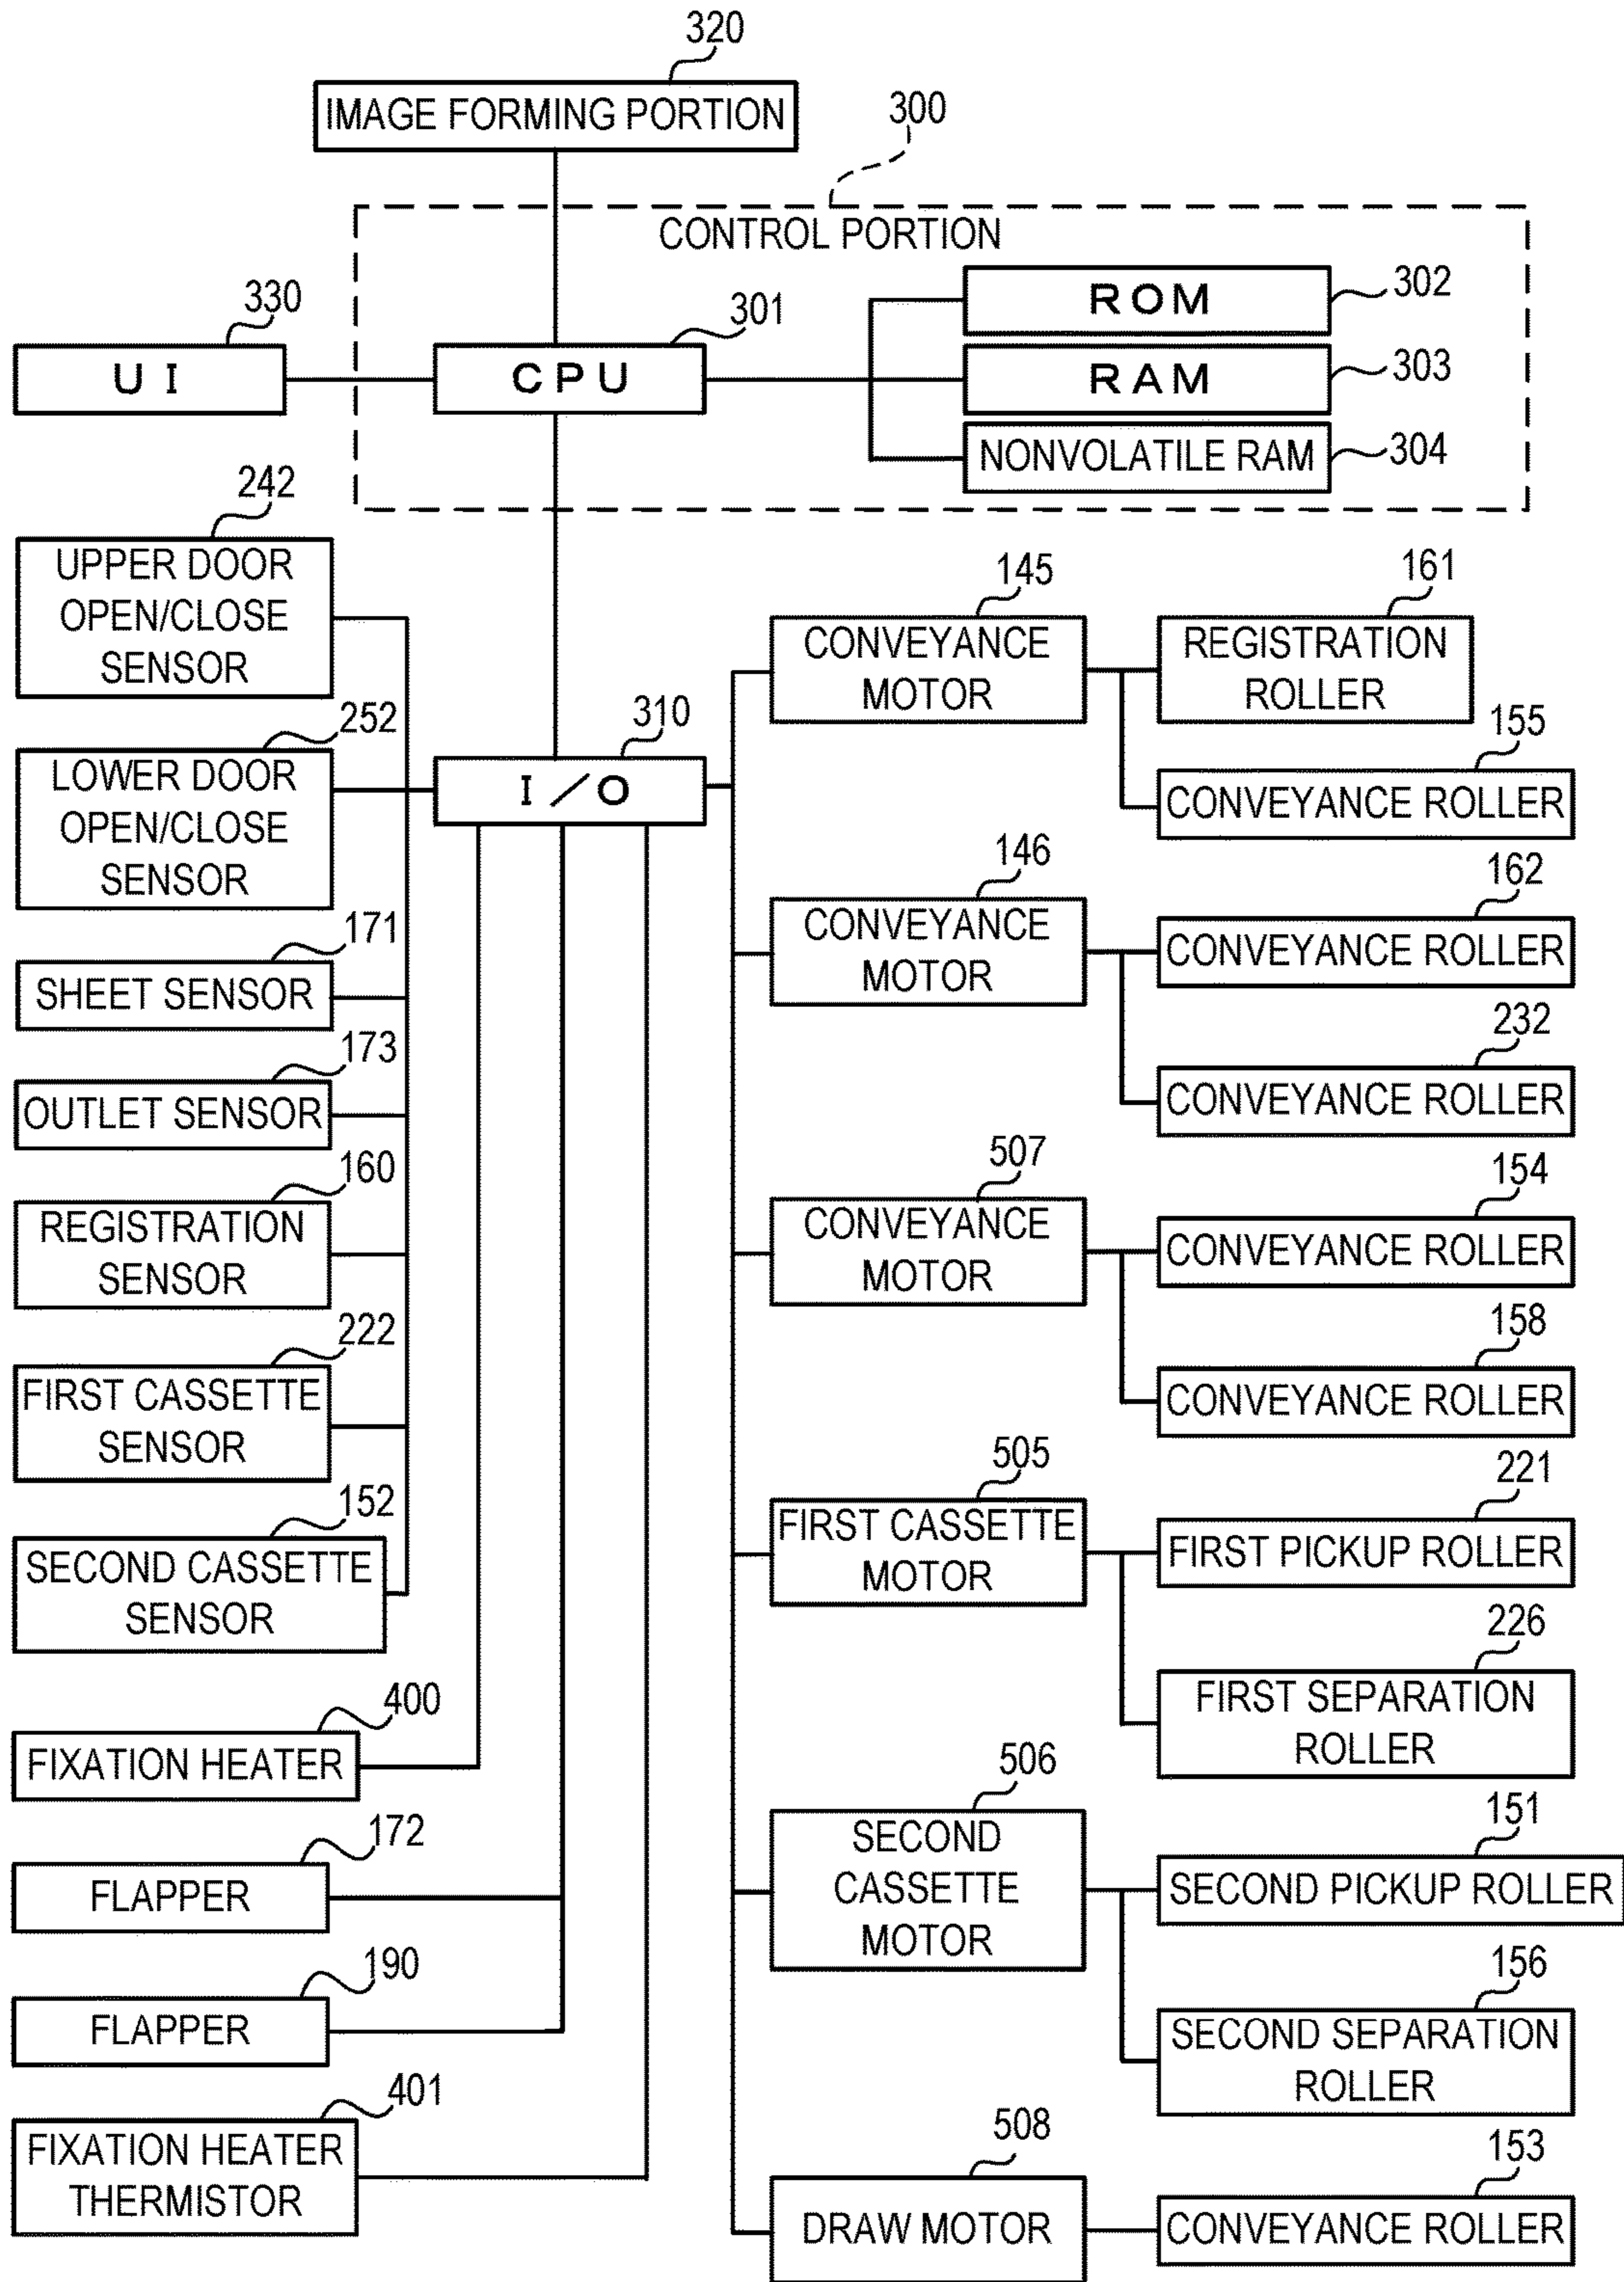 320
IMAGE FORMING PORTION
300
CONTROL PORTION
330
UI
301
CPU
ROM
302
RAM
303
NONVOLATILE RAM
304
242
UPPER DOOR
OPEN/CLOSE
SENSOR
252
LOWER DOOR
OPEN/CLOSE
SENSOR
171
SHEET SENSOR
173
OUTLET SENSOR
160
REGISTRATION
SENSOR
222
FIRST CASSETTE
SENSOR
152
SECOND CASSETTE
SENSOR
400
FIXATION HEATER
172
FLAPPER
190
FLAPPER
401
FIXATION HEATER
THERMISTOR
310
I/O
145
CONVEYANCE
MOTOR
161
REGISTRATION
ROLLER
155
CONVEYANCE ROLLER
146
CONVEYANCE
MOTOR
162
CONVEYANCE ROLLER
232
CONVEYANCE ROLLER
507
CONVEYANCE
MOTOR
154
CONVEYANCE ROLLER
158
CONVEYANCE ROLLER
505
FIRST CASSETTE
MOTOR
221
FIRST PICKUP ROLLER
226
FIRST SEPARATION
ROLLER
506
SECOND
CASSETTE
MOTOR
151
SECOND PICKUP ROLLER
156
SECOND SEPARATION
ROLLER
508
DRAW MOTOR
153
CONVEYANCE ROLLER